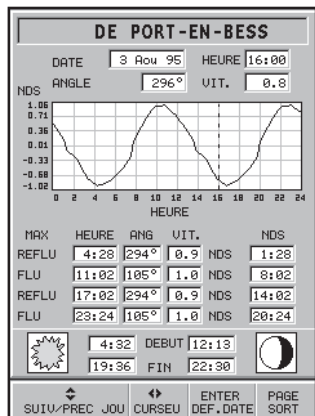 DE PORT-EN-BESS
DATE 3 Aou 95 HEURE 16:00
ANGLE 296° VIT. 0.8
NDS
1.06
0.71
0.36
0.01
-0.33
-0.68
-1.02
0 2 4 6 8 10 12 14 16 18 20 22 24
HEURE
MAX HEURE ANG VIT. NDS
REFLU 4:28 294° 0.9 NDS 1:28
FLU 11:02 105° 1.0 NDS 8:02
REFLU 17:02 294° 0.9 NDS 14:02
FLU 23:24 105° 1.0 NDS 20:24
4:32 DEBUT 12:13
19:36 FIN 22:30
SUIV/PREC JOU CURSEU ENTER DEF.DATE PAGE SORT